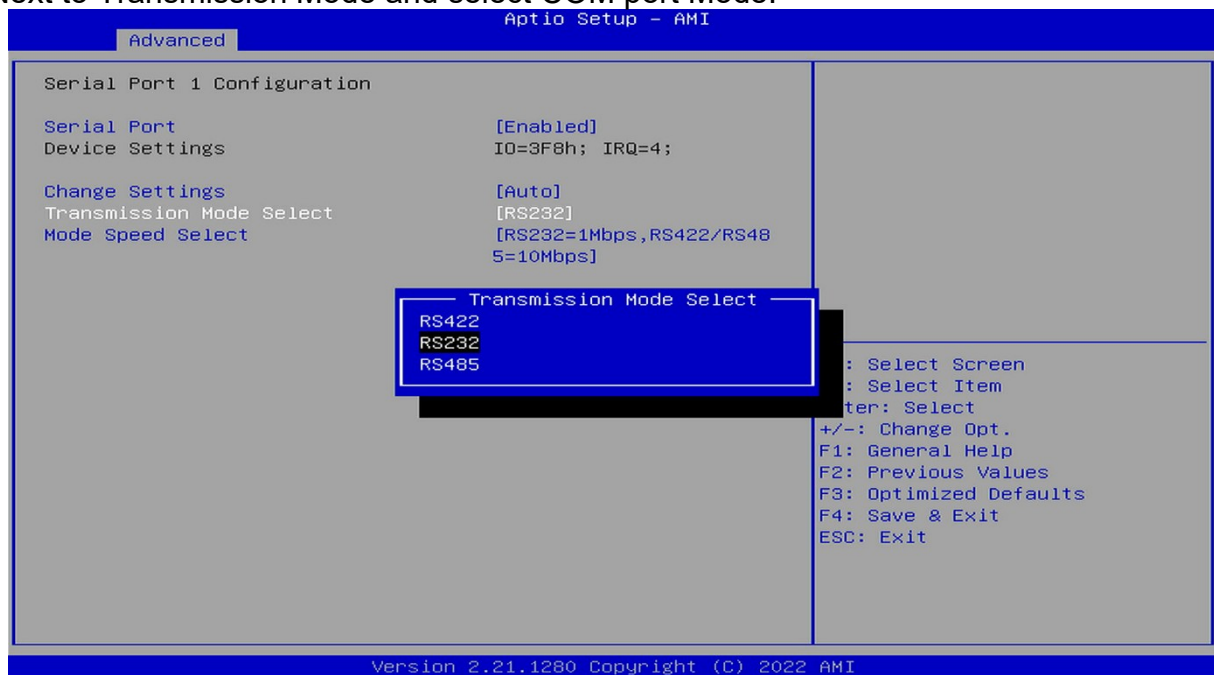 to Transmission Mode and select COM port Mode.
Aptio Setup - AMI
Advanced
Serial Port 1 Configuration
Serial Port [Enabled]
Device Settings IO=3F8h; IRQ=4;
Change Settings [Auto]
Transmission Mode Select [RS232]
Mode Speed Select [RS232=1Mbps,RS422/RS48
5=10Mbps]
Transmission Mode Select
RS422
RS232
RS485
: Select Screen
: Select Item
ter: Select
+/-: Change Opt.
F1: General Help
F2: Previous Values
F3: Optimized Defaults
F4: Save & Exit
ESC: Exit
Version 2.21.1280 Copyright (C) 2022 AMI